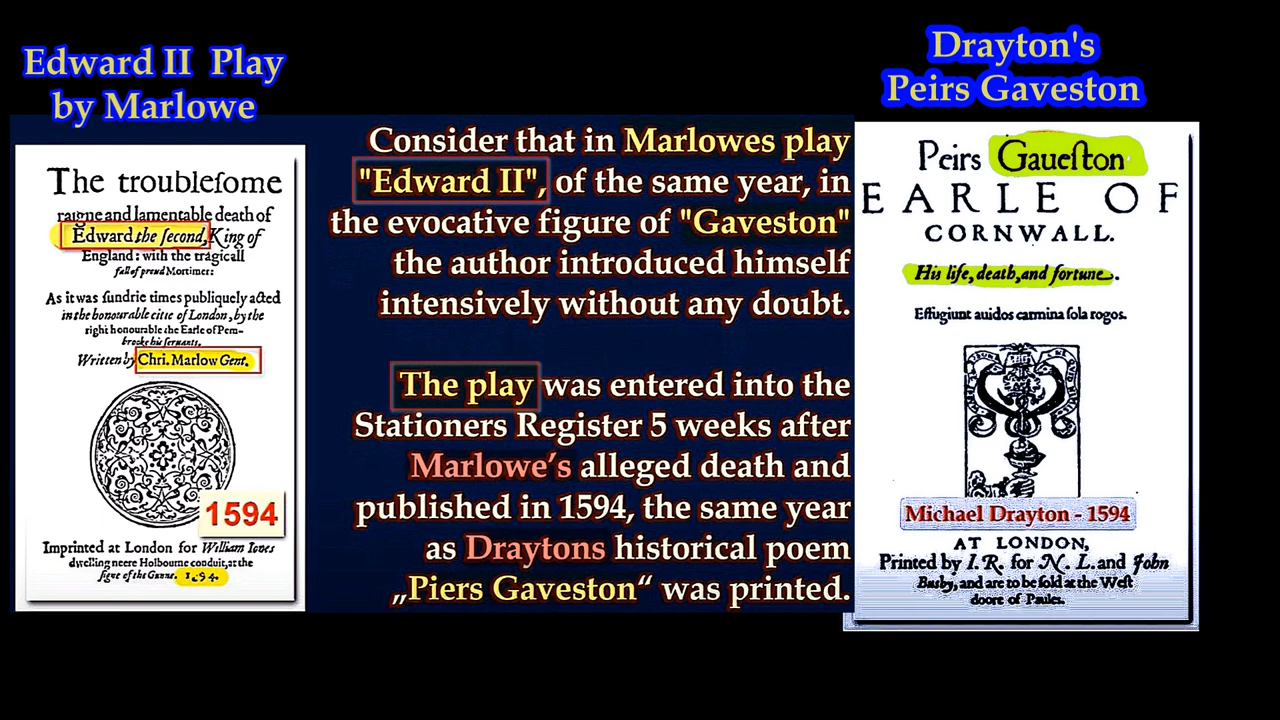 Edward II Play
by Marlowe
The troubleſome
raigne and lamentable death of
Edward the ſecond, King of
England: with the tragicall
fall of proud Mortimer:
As it was ſundrie times publiquely acted
in the honourable citie of London, by the
right honourable the Earle of Pem-
brooke his ſeruants.
Written by Chri. Marlow Gent.
1594
Imprinted at London for William Iones
dwelling neere Holbourne conduit, at the
ſigne of the Gunne. 1594.
Consider that in Marlowes play
"Edward II", of the same year, in
the evocative figure of "Gaveston"
the author introduced himself
intensively without any doubt.
The play was entered into the
Stationers Register 5 weeks after
Marlowe’s alleged death and
published in 1594, the same year
as Draytons historical poem
„Piers Gaveston“ was printed.
Drayton's
Peirs Gaveston
Peirs Gaueſton
EARLE OF
CORNWALL.
His life, death, and fortune.
Effugiunt auidos carmina ſola rogos.
Michael Drayton - 1594
AT LONDON,
Printed by I. R. for N. L. and John
Busby, and are to be ſold at the Weſt
doore of Paules.